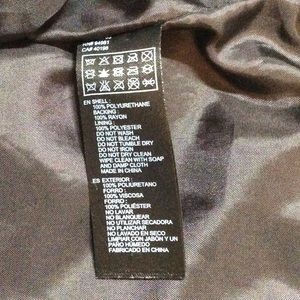 RN# 94981
CA# 40199
EN SHELL:
100% POLYURETHANE
BACKING:
100% RAYON
LINING:
100% POLYESTER
DO NOT WASH
DO NOT BLEACH
DO NOT TUMBLE DRY
DO NOT IRON
DO NOT DRY CLEAN
WIPE CLEAN WITH SOAP
AND DAMP CLOTH
MADE IN CHINA
ES EXTERIOR:
100% POLIURETANO
FORRO:
100% VISCOSA
FORRO:
100% POLIÉSTER
NO LAVAR
NO BLANQUEAR
NO UTILIZAR SECADORA
NO PLANCHAR
NO LAVAR EN SECO
LIMPIAR CON JABÓN Y UN
PAÑO HÚMEDO
FABRICADO EN CHINA